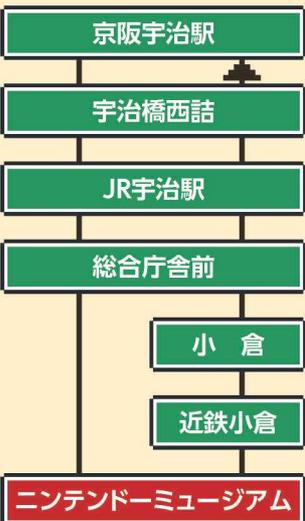 京阪宇治駅
宇治橋西詰
JR宇治駅
総合庁舎前
小　倉
近鉄小倉
ニンテンドーミュージアム